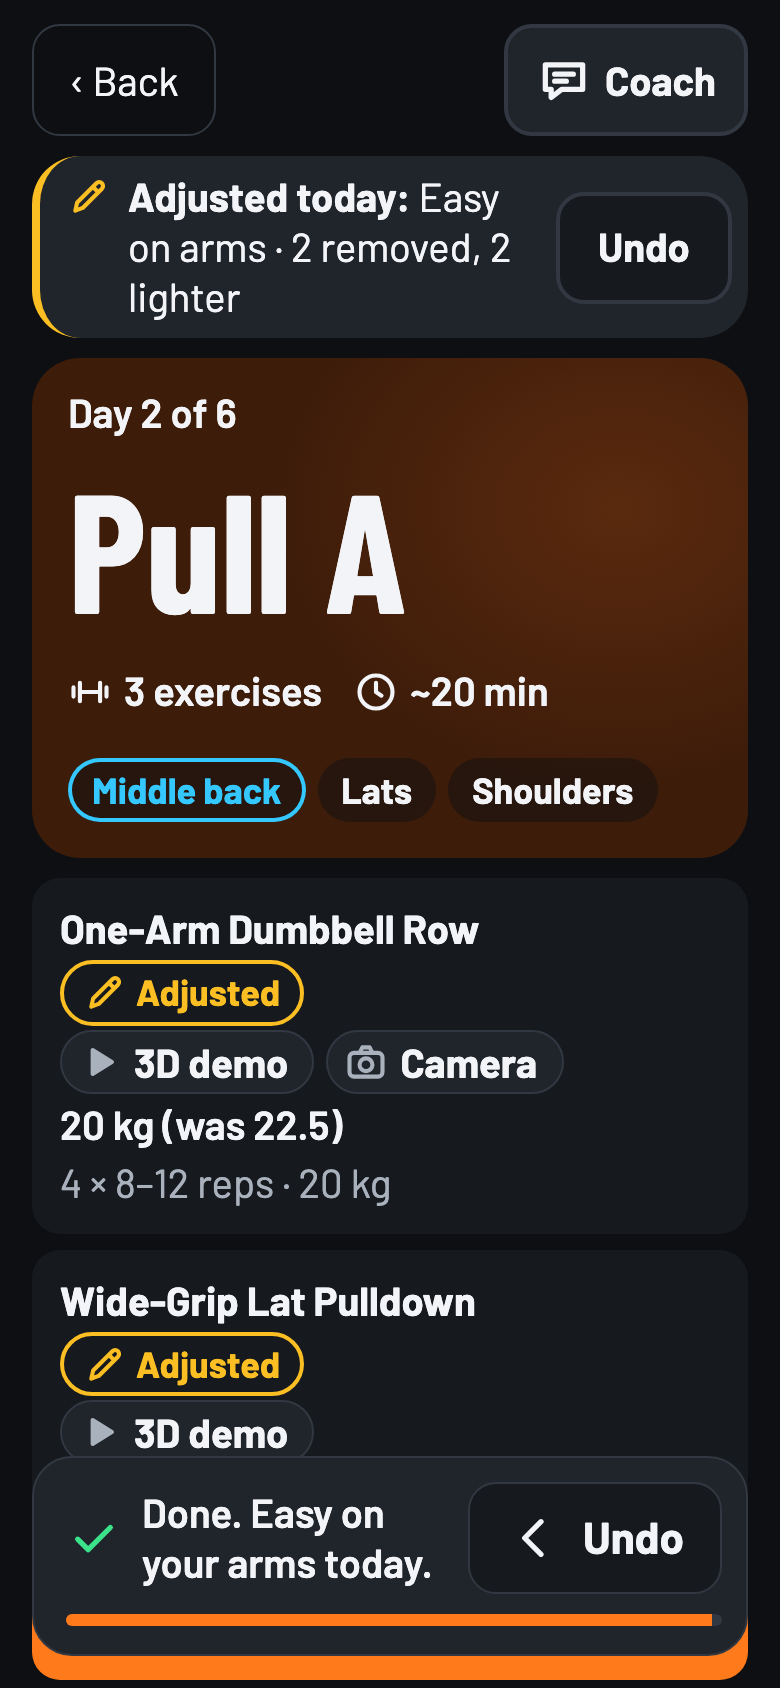 ‹ Back
Coach
Adjusted today: Easy
on arms · 2 removed, 2
lighter
Undo
Day 2 of 6
Pull A
3 exercises
~20 min
Middle back
Lats
Shoulders
One-Arm Dumbbell Row
Adjusted
3D demo
Camera
20 kg (was 22.5)
4 × 8–12 reps · 20 kg
Wide-Grip Lat Pulldown
Adjusted
3D demo
Done. Easy on
your arms today.
Undo